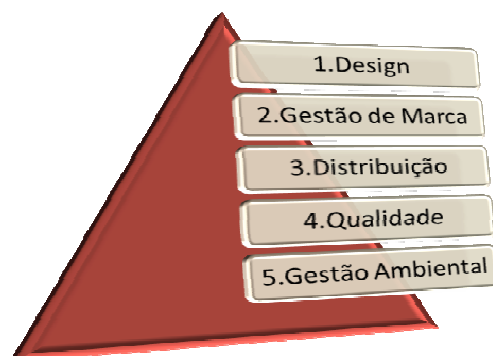 1.Design
2.Gestão de Marca
3.Distribuição
4.Qualidade
5.Gestão Ambiental